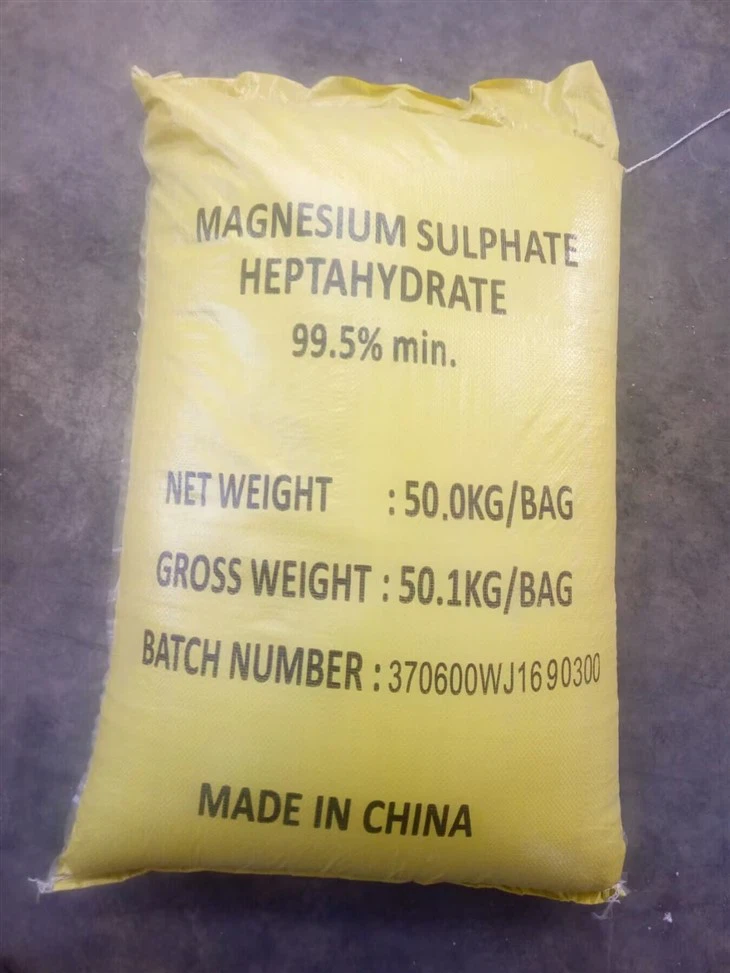 MAGNESIUM SULPHATE
HEPTAHYDRATE
99.5% min.
NET WEIGHT : 50.0KG/BAG
GROSS WEIGHT : 50.1KG/BAG
BATCH NUMBER : 370600WJ1690300
MADE IN CHINA